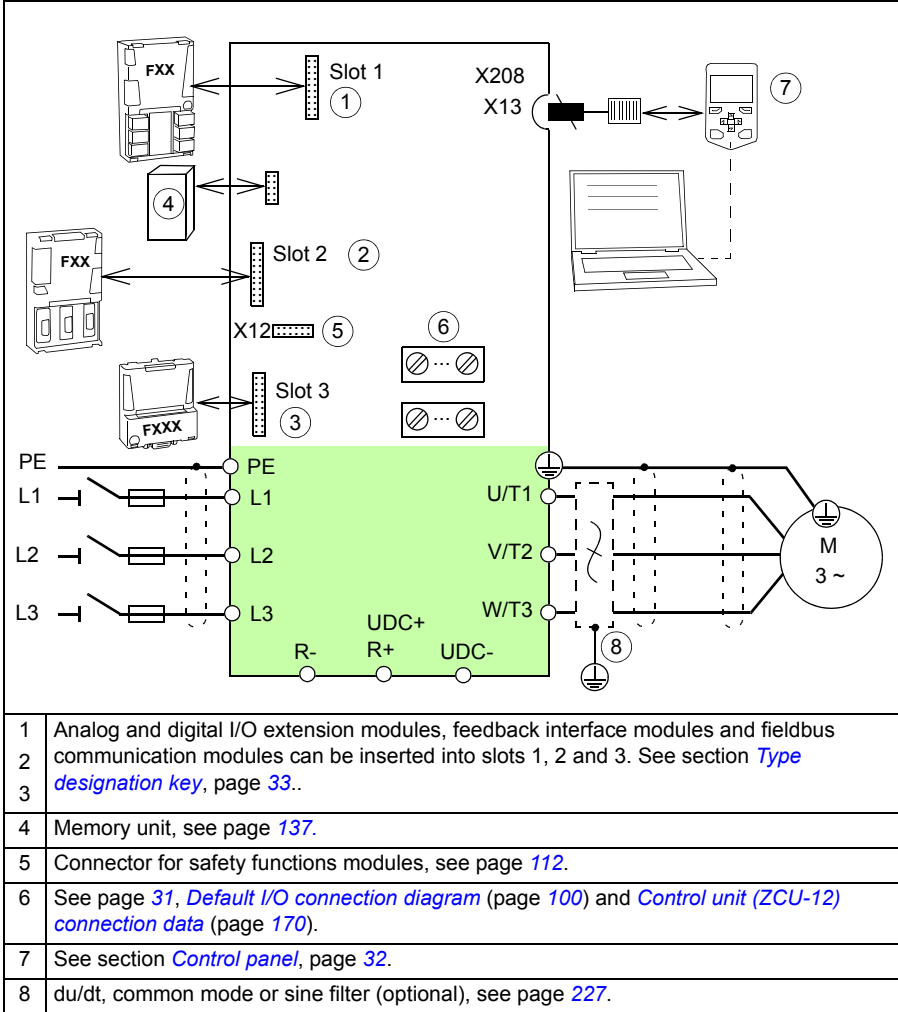 FXX
Slot 1
1
X208
X13
7
4
FXX
Slot 2 2
X12 5
6
Slot 3
3
FXXX
PE
PE
L1
L1
U/T1
L2
L2
V/T2
M
3 ~
L3
L3
W/T3
UDC+
R- R+ UDC-
8
1 Analog and digital I/O extension modules, feedback interface modules and fieldbus
2 communication modules can be inserted into slots 1, 2 and 3. See section Type
3 designation key, page 33..
4 Memory unit, see page 137.
5 Connector for safety functions modules, see page 112.
6 See page 31, Default I/O connection diagram (page 100) and Control unit (ZCU-12)
connection data (page 170).
7 See section Control panel, page 32.
8 du/dt, common mode or sine filter (optional), see page 227.